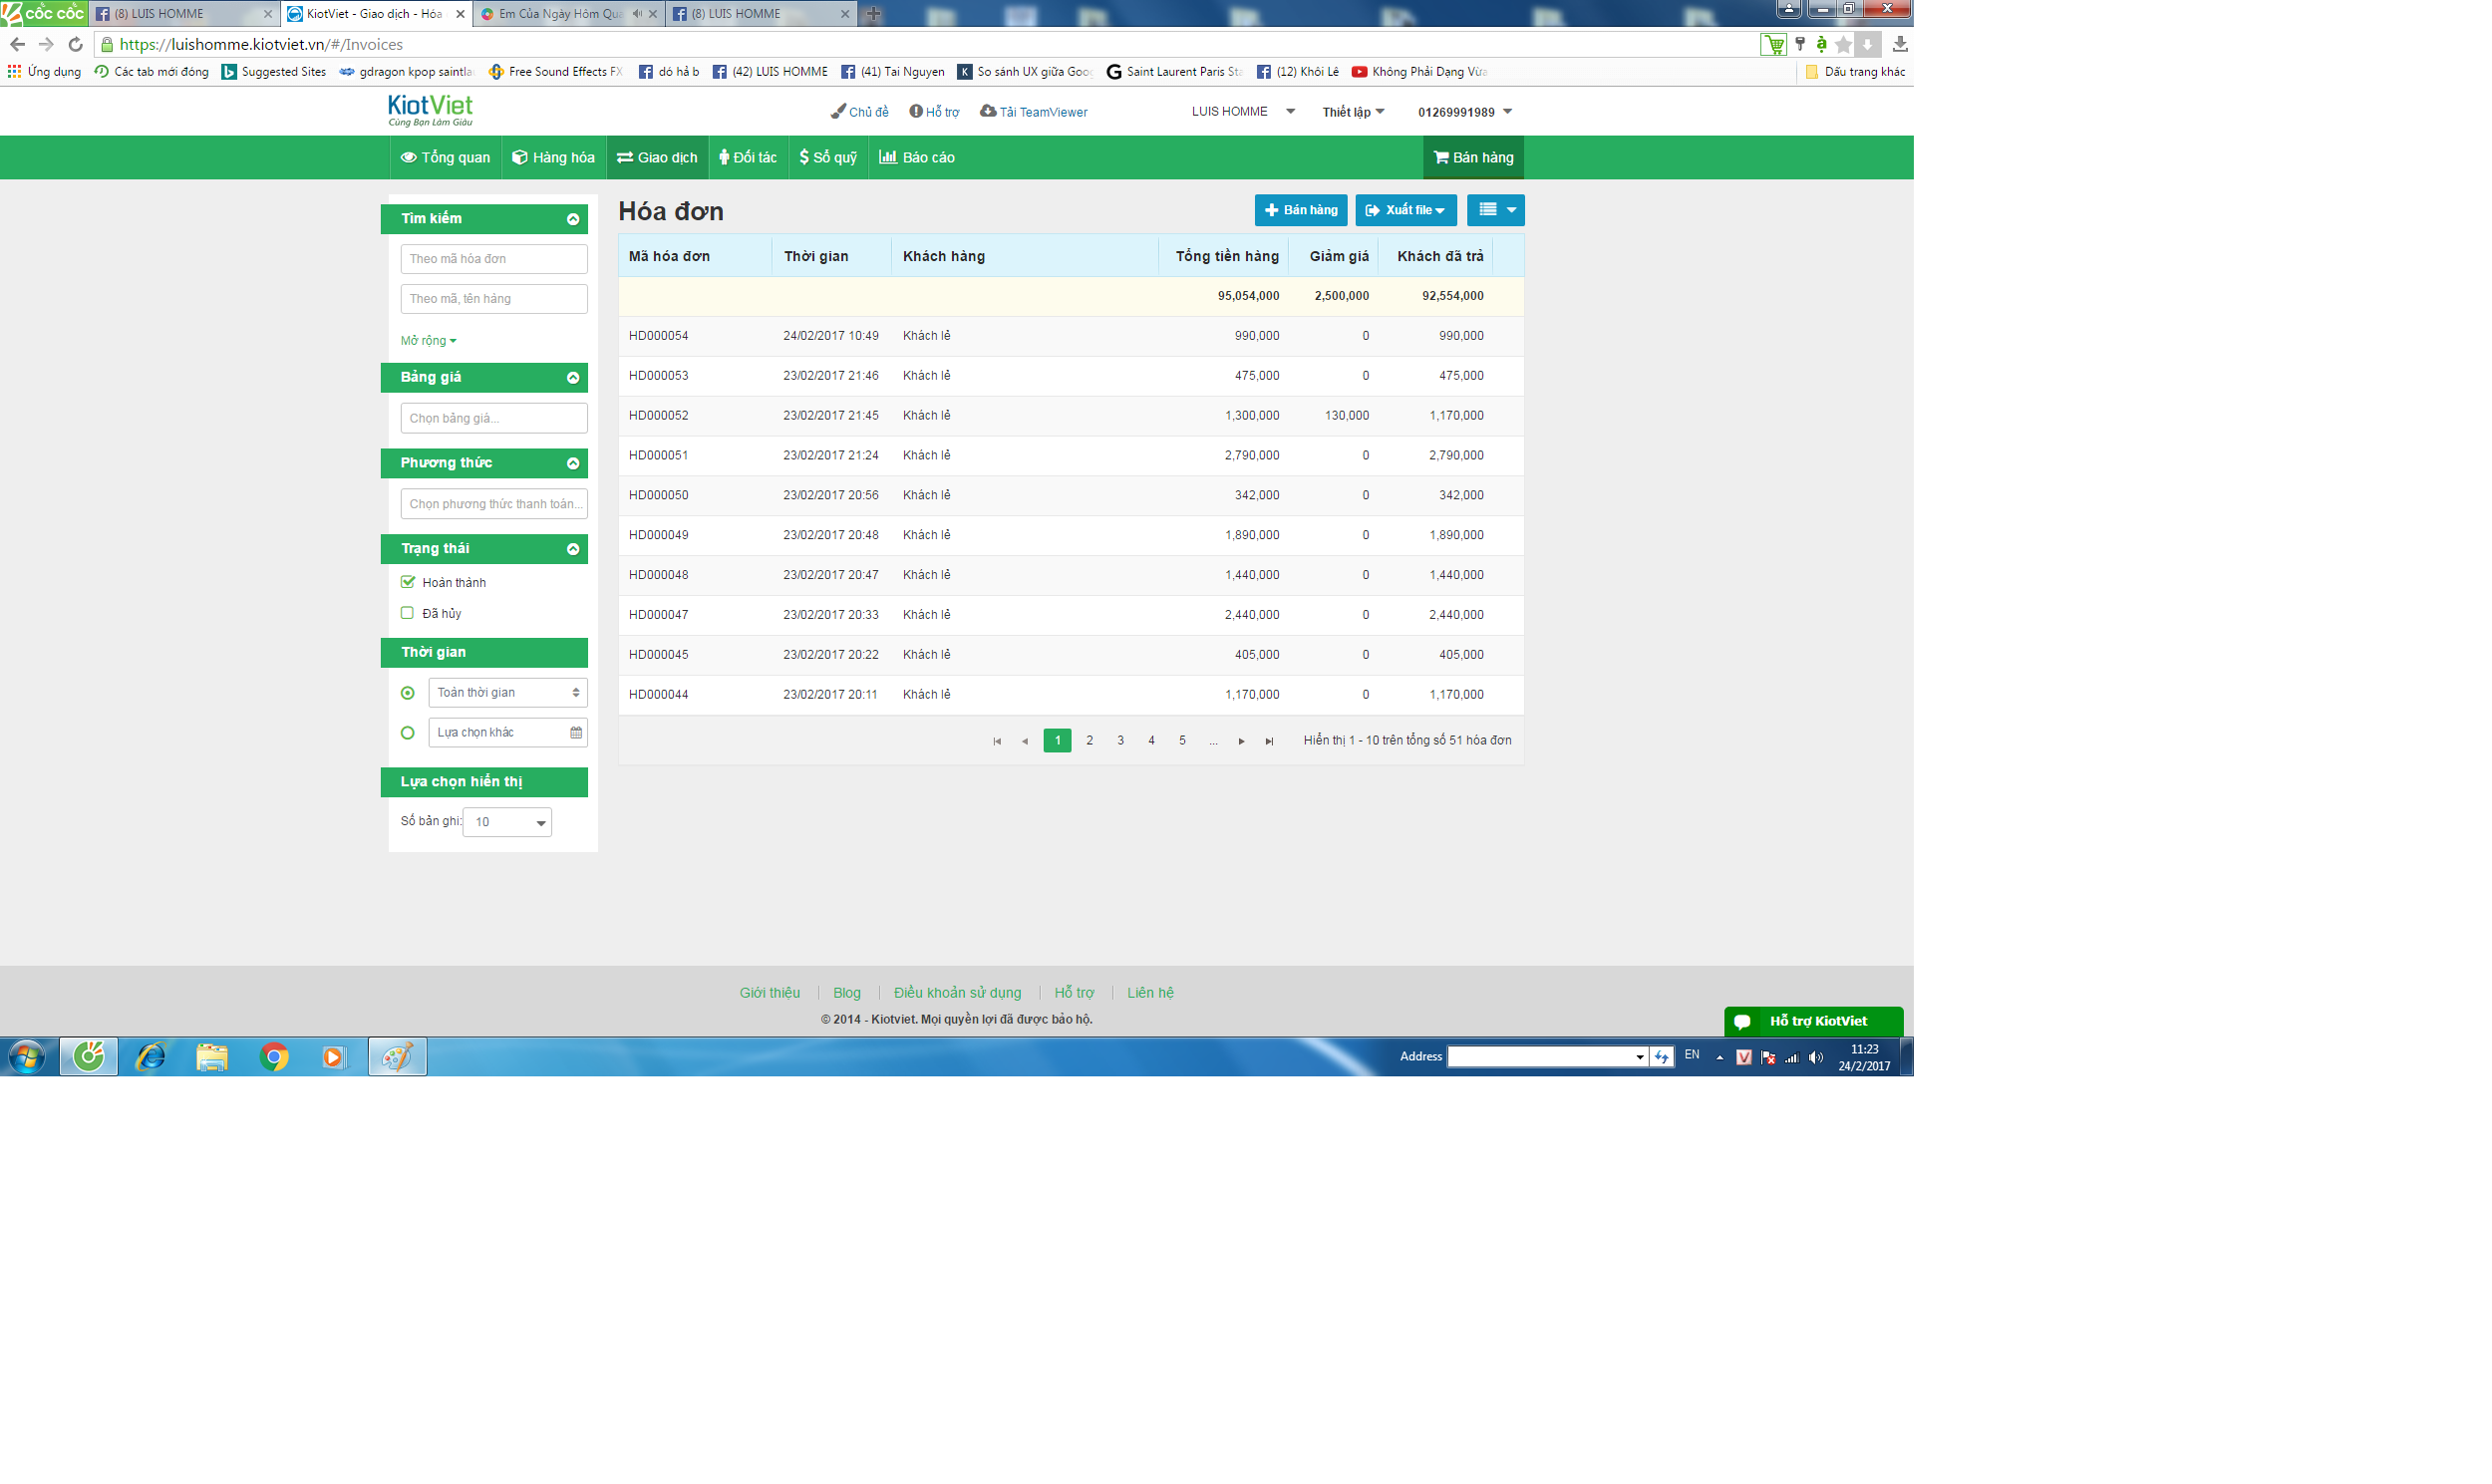 cốc cốc (8) LUIS HOMME KiotViet - Giao dịch - Hóa Em Của Ngày Hôm Qua (8) LUIS HOMME
https://luishomme.kiotviet.vn/#/Invoices
Ứng dụng Các tab mới đóng Suggested Sites gdragon kpop saintla Free Sound Effects FX dó hả b (42) LUIS HOMME (41) Tai Nguyen So sánh UX giữa Goog Saint Laurent Paris Sta (12) Khôi Lê Không Phải Dạng Vừa Dấu trang khác
KiotViet
Cùng Bạn Làm Giàu
Chủ đề Hỗ trợ Tải TeamViewer LUIS HOMME Thiết lập 01269991989
Tổng quan Hàng hóa Giao dịch Đối tác Sổ quỹ Báo cáo Bán hàng
Tìm kiếm
Theo mã hóa đơn
Theo mã, tên hàng
Mở rộng
Bảng giá
Chọn bảng giá...
Phương thức
Chọn phương thức thanh toán...
Trạng thái
Hoàn thành
Đã hủy
Thời gian
Toàn thời gian
Lựa chọn khác
Lựa chọn hiển thị
Số bản ghi: 10
Hóa đơn
Bán hàng Xuất file
Mã hóa đơn Thời gian Khách hàng Tổng tiền hàng Giảm giá Khách đã trả
95,054,000 2,500,000 92,554,000
HD000054 24/02/2017 10:49 Khách lẻ 990,000 0 990,000
HD000053 23/02/2017 21:46 Khách lẻ 475,000 0 475,000
HD000052 23/02/2017 21:45 Khách lẻ 1,300,000 130,000 1,170,000
HD000051 23/02/2017 21:24 Khách lẻ 2,790,000 0 2,790,000
HD000050 23/02/2017 20:56 Khách lẻ 342,000 0 342,000
HD000049 23/02/2017 20:48 Khách lẻ 1,890,000 0 1,890,000
HD000048 23/02/2017 20:47 Khách lẻ 1,440,000 0 1,440,000
HD000047 23/02/2017 20:33 Khách lẻ 2,440,000 0 2,440,000
HD000045 23/02/2017 20:22 Khách lẻ 405,000 0 405,000
HD000044 23/02/2017 20:11 Khách lẻ 1,170,000 0 1,170,000
1 2 3 4 5 ... Hiển thị 1 - 10 trên tổng số 51 hóa đơn
Giới thiệu Blog Điều khoản sử dụng Hỗ trợ Liên hệ
© 2014 - Kiotviet. Mọi quyền lợi đã được bảo hộ.
Hỗ trợ KiotViet
Address EN 11:23
24/2/2017